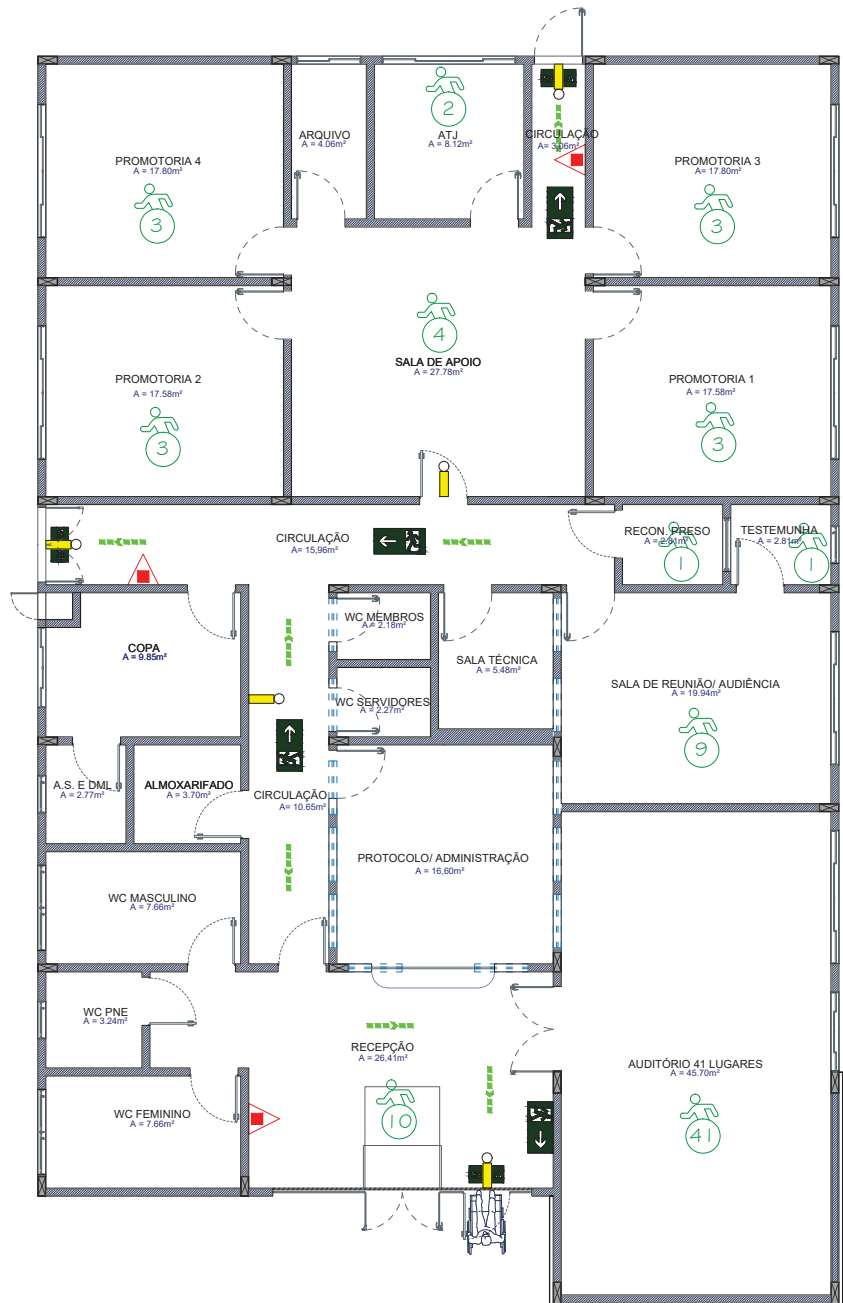 ARQUIVO
A = 4.06m²
2
ATJ
A = 8.12m²
CIRCULAÇÃO
A = 3.06m²
PROMOTORIA 4
A = 17.80m²
3
PROMOTORIA 3
A = 17.80m²
3
4
SALA DE APOIO
A = 27.78m²
PROMOTORIA 2
A = 17.58m²
3
PROMOTORIA 1
A = 17.58m²
3
CIRCULAÇÃO
A = 15,96m²
RECON. PRESO
A = 2.81m²
1
TESTEMUNHA
A = 2.81m²
1
COPA
A = 9.85m²
WC MEMBROS
A = 2.18m²
SALA TÉCNICA
A = 5.48m²
WC SERVIDORES
A = 2.27m²
SALA DE REUNIÃO/ AUDIÊNCIA
A = 19.94m²
9
A.S. E DML
A = 2.77m²
ALMOXARIFADO
A = 3.70m²
CIRCULAÇÃO
A= 10.65m²
PROTOCOLO/ ADMINISTRAÇÃO
A = 16,60m²
WC MASCULINO
A = 7.66m²
WC PNE
A = 3.24m²
RECEPÇÃO
A = 26,41m²
10
AUDITÓRIO 41 LUGARES
A = 45.70m²
41
WC FEMININO
A = 7.66m²